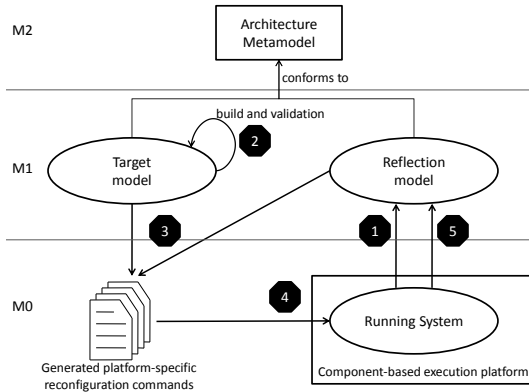 M2
Architecture
Metamodel
conforms to
build and validation
2
M1
Target
model
Reflection
model
3
1
5
M0
4
Running System
Generated platform-specific
reconfiguration commands
Component-based execution platform